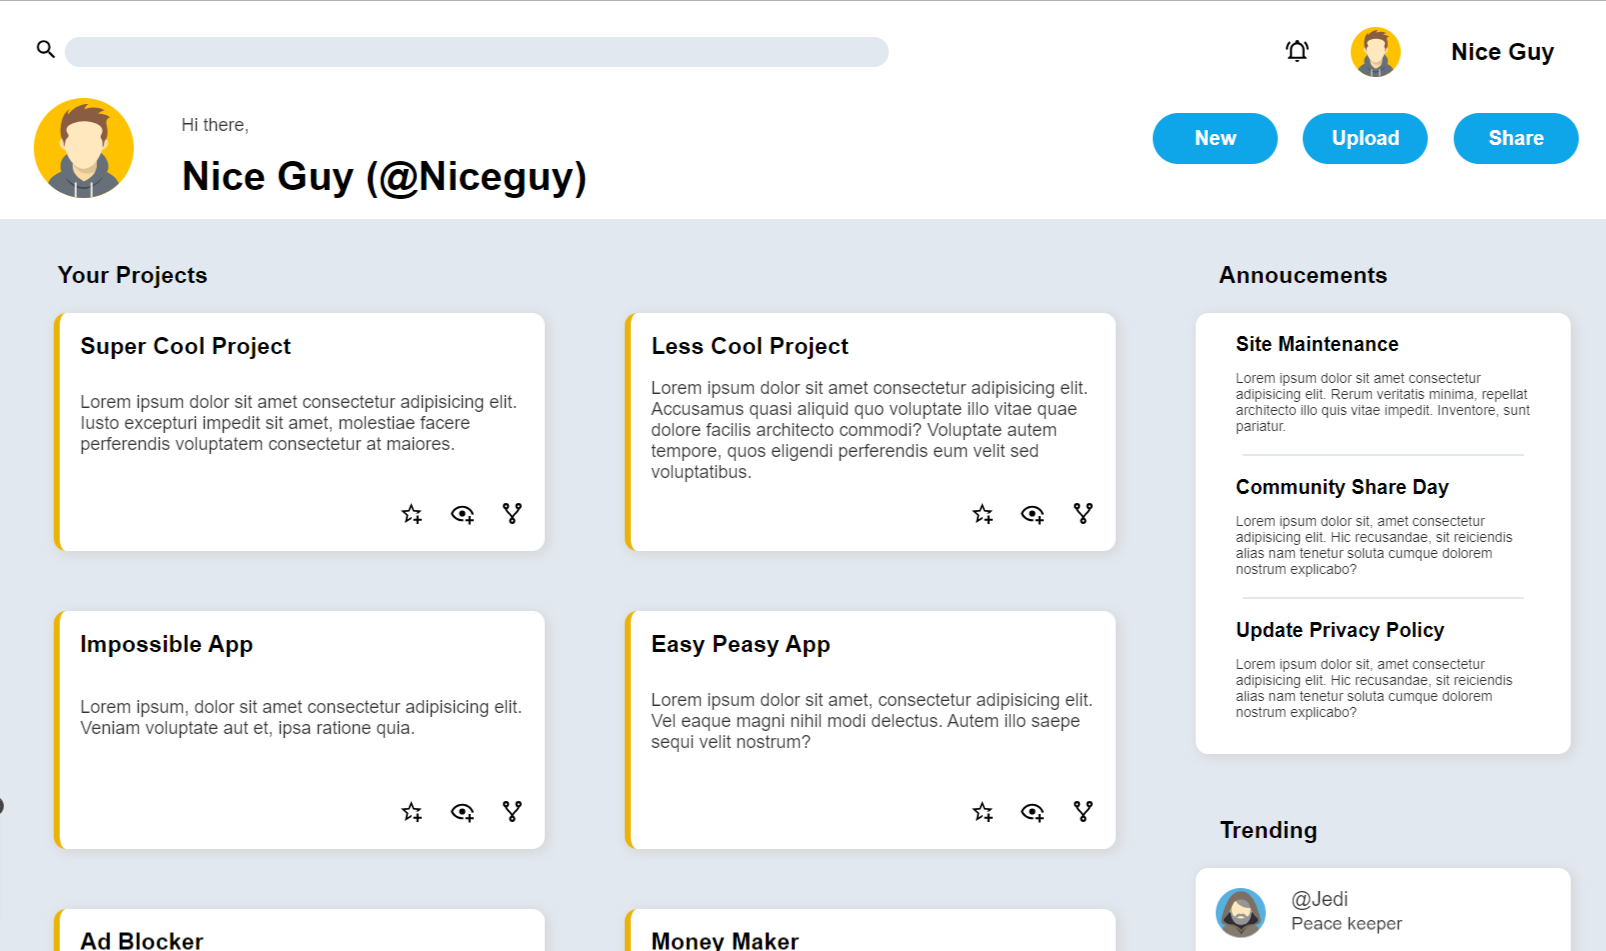 Nice Guy
Hi there,
Nice Guy (@Niceguy)
New
Upload
Share
Your Projects
Super Cool Project
Lorem ipsum dolor sit amet consectetur adipisicing elit.
Iusto excepturi impedit sit amet, molestiae facere
perferendis voluptatem consectetur at maiores.
Less Cool Project
Lorem ipsum dolor sit amet consectetur adipisicing elit.
Accusamus quasi aliquid quo voluptate illo vitae quae
dolore facilis architecto commodi? Voluptate autem
tempore, quos eligendi perferendis eum velit sed
voluptatibus.
Impossible App
Lorem ipsum, dolor sit amet consectetur adipisicing elit.
Veniam voluptate aut et, ipsa ratione quia.
Easy Peasy App
Lorem ipsum dolor sit amet, consectetur adipisicing elit.
Vel eaque magni nihil modi delectus. Autem illo saepe
sequi velit nostrum?
Ad Blocker
Money Maker
Annoucements
Site Maintenance
Lorem ipsum dolor sit amet consectetur
adipisicing elit. Rerum veritatis minima, repellat
architecto illo quis vitae impedit. Inventore, sunt
pariatur.
Community Share Day
Lorem ipsum dolor sit, amet consectetur
adipisicing elit. Hic recusandae, sit reiciendis
alias nam tenetur soluta cumque dolorem
nostrum explicabo?
Update Privacy Policy
Lorem ipsum dolor sit, amet consectetur
adipisicing elit. Hic recusandae, sit reiciendis
alias nam tenetur soluta cumque dolorem
nostrum explicabo?
Trending
@Jedi
Peace keeper